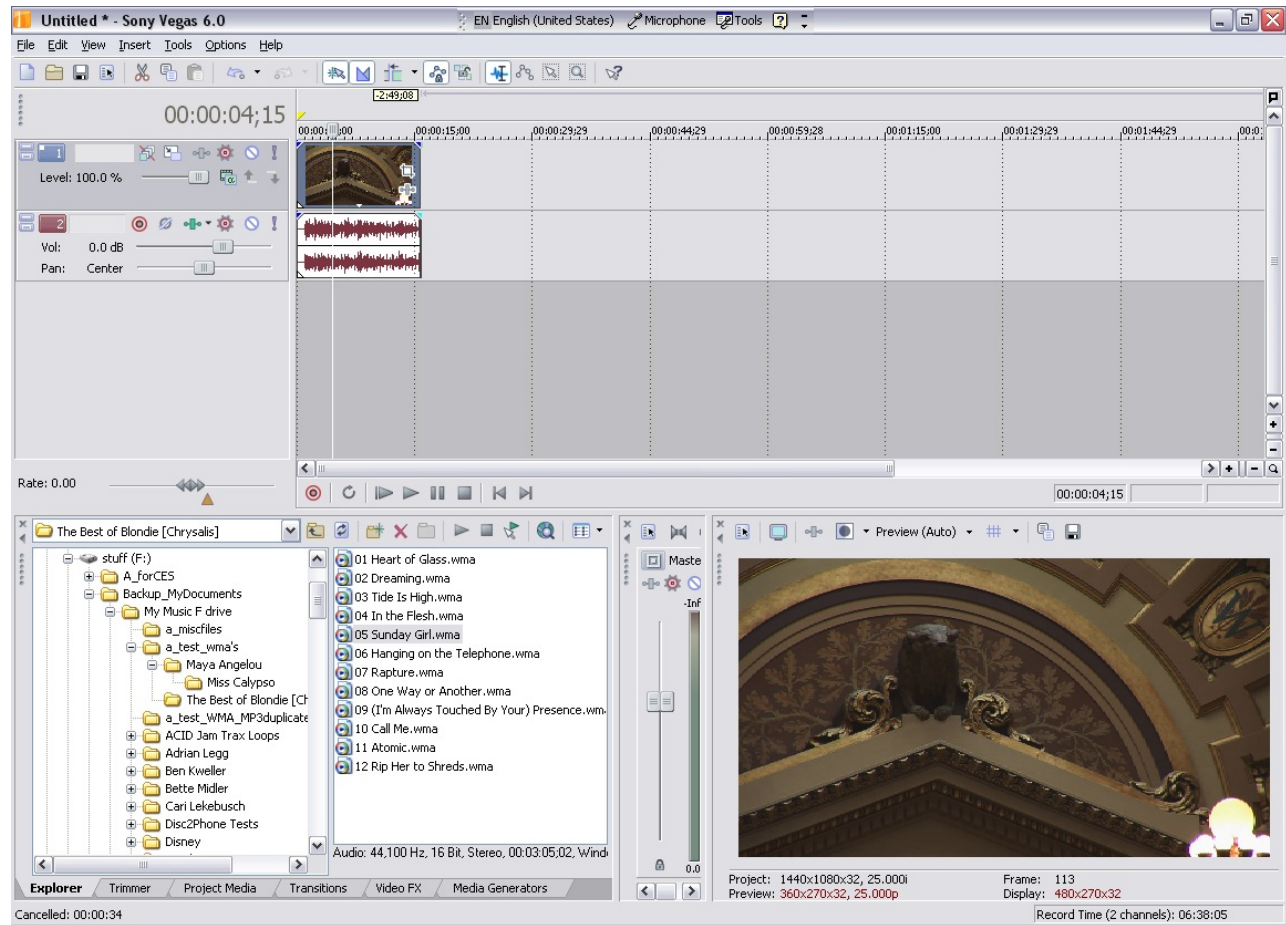 Untitled * - Sony Vegas 6.0
EN English (United States) Microphone Tools
File Edit View Insert Tools Options Help
-2:49;08
00:00:04;15
00:00:15;00 00:00:29;29 00:00:44;29 00:00:59;28 00:01:15;00 00:01:29;29 00:01:44;29 00:0:
1
Level: 100.0 %
2
Vol: 0.0 dB
Pan: Center
Rate: 0.00
00:00:04;15
The Best of Blondie [Chrysalis]
Preview (Auto)
stuff (F:)
A_forCES
Backup_MyDocuments
My Music F drive
a_miscfiles
a_test_wma's
Maya Angelou
Miss Calypso
The Best of Blondie [Ch
a_test_WMA_MP3duplicate
ACID Jam Trax Loops
Adrian Legg
Ben Kweller
Bette Midler
Cari Lekebusch
Disc2Phone Tests
Disney
01 Heart of Glass.wma
02 Dreaming.wma
03 Tide Is High.wma
04 In the Flesh.wma
05 Sunday Girl.wma
06 Hanging on the Telephone.wma
07 Rapture.wma
08 One Way or Another.wma
09 (I'm Always Touched By Your) Presence.wm
10 Call Me.wma
11 Atomic.wma
12 Rip Her to Shreds.wma
Audio: 44,100 Hz, 16 Bit, Stereo, 00:03:05;02, Wind
Maste
-Inf
0.0
Explorer Trimmer Project Media Transitions Video FX Media Generators
Project: 1440x1080x32, 25.000i Frame: 113
Preview: 360x270x32, 25.000p Display: 480x270x32
Cancelled: 00:00:34 Record Time (2 channels): 06:38:05